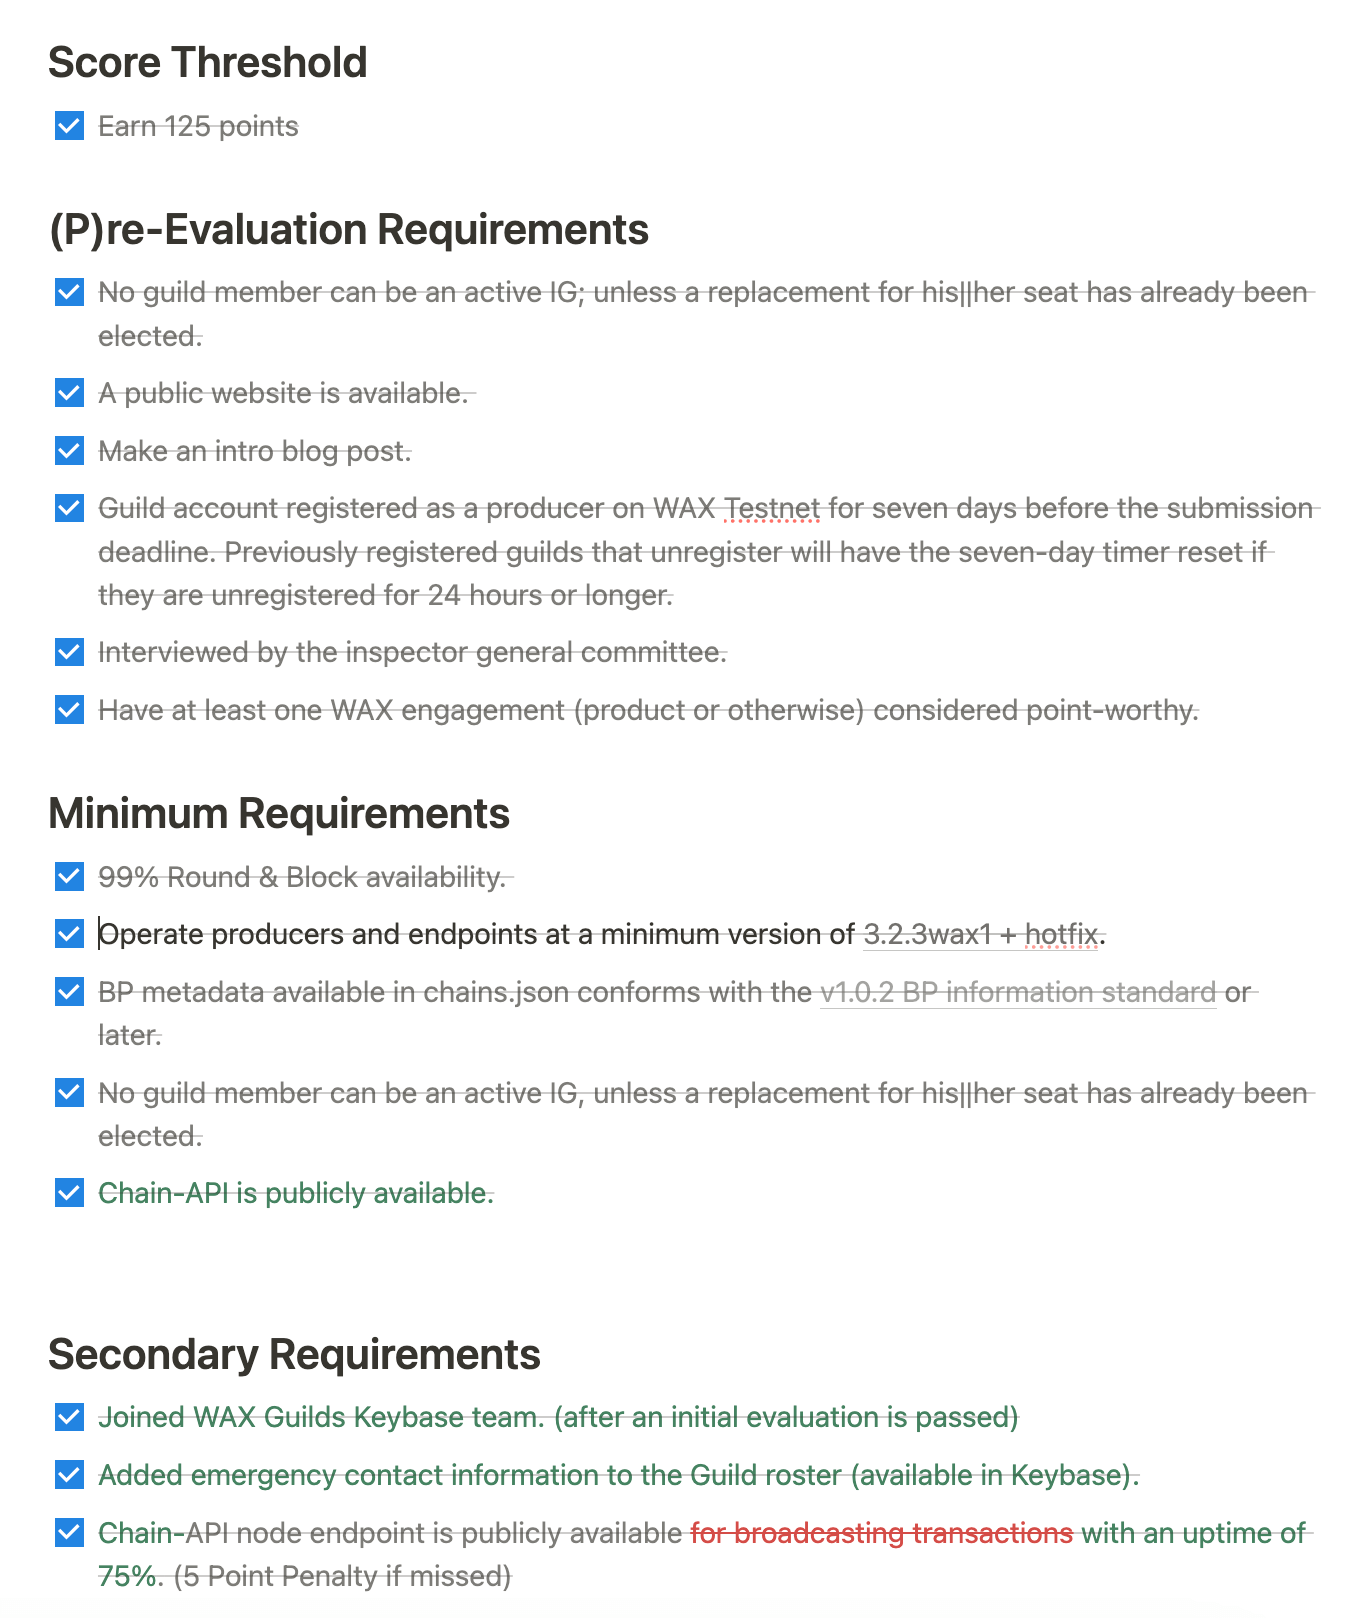 Score Threshold
Earn 125 points
(P)re-Evaluation Requirements
No guild member can be an active IG; unless a replacement for his||her seat has already been
elected.
A public website is available.
Make an intro blog post.
Guild account registered as a producer on WAX Testnet for seven days before the submission
deadline. Previously registered guilds that unregister will have the seven-day timer reset if
they are unregistered for 24 hours or longer.
Interviewed by the inspector general committee.
Have at least one WAX engagement (product or otherwise) considered point-worthy.
Minimum Requirements
99% Round & Block availability.
Operate producers and endpoints at a minimum version of 3.2.3wax1 + hotfix.
BP metadata available in chains.json conforms with the v1.0.2 BP information standard or
later.
No guild member can be an active IG, unless a replacement for his||her seat has already been
elected.
Chain-API is publicly available.
Secondary Requirements
Joined WAX Guilds Keybase team. (after an initial evaluation is passed)
Added emergency contact information to the Guild roster (available in Keybase).
Chain-API node endpoint is publicly available for broadcasting transactions with an uptime of
75%. (5 Point Penalty if missed)